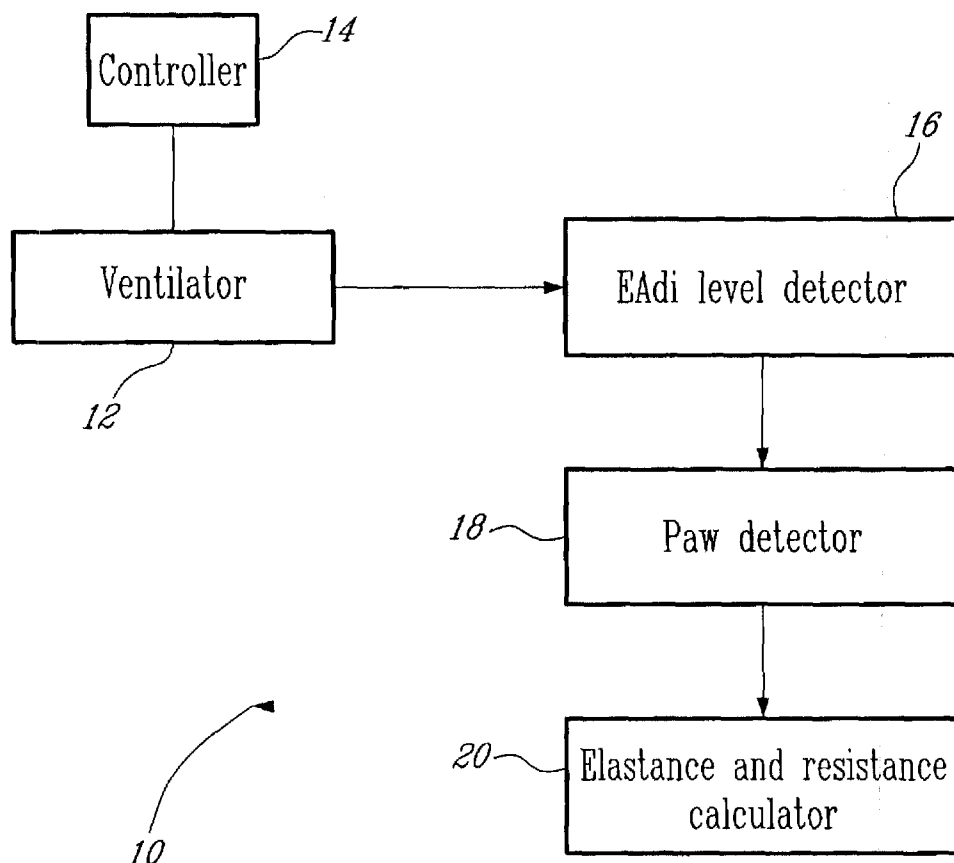 14
Controller
16
Ventilator
EAdi level detector
12
18
Paw detector
20
Elastance and resistance
calculator
10